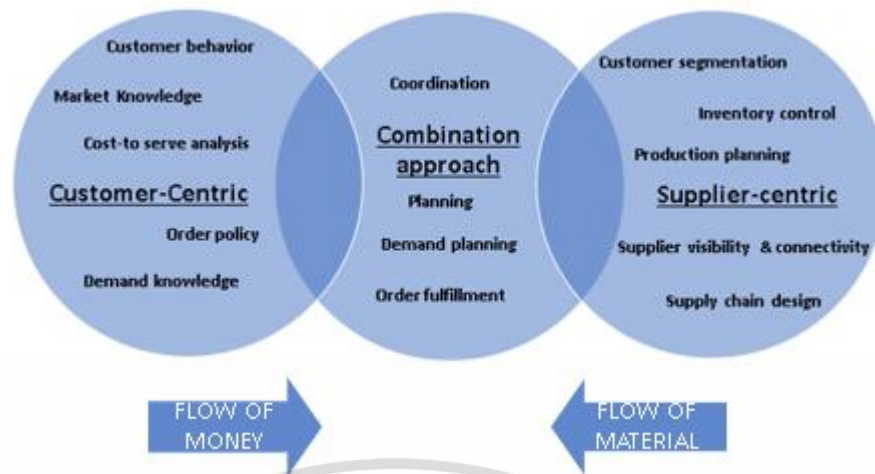 Customer behavior
Market Knowledge
Cost-to serve analysis
Customer-Centric
Order policy
Demand knowledge
Coordination
Combination
approach
Planning
Demand planning
Order fulfillment
Customer segmentation
Inventory control
Production planning
Supplier-centric
Supplier visibility & connectivity
Supply chain design
FLOW OF
MONEY
FLOW OF
MATERIAL